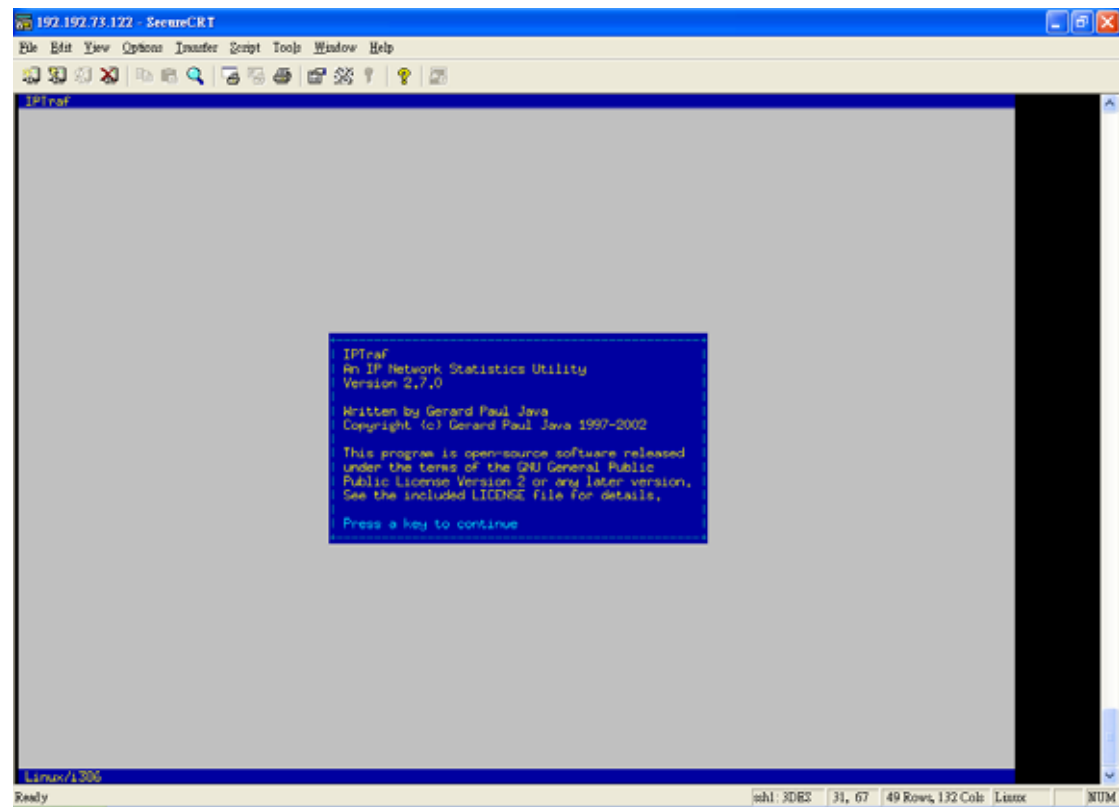 192.192.73.122 - SecureCRT
File Edit View Options Transfer Script Tools Window Help
IPTraf
IPTraf
An IP Network Statistics Utility
Version 2.7.0
Written by Gerard Paul Java
Copyright (c) Gerard Paul Java 1997-2002
This program is open-source software released
under the terms of the GNU General Public
Public License Version 2 or any later version.
See the included LICENSE file for details.
Press a key to continue
Linux/i386
Ready ssh1: 3DES 31, 67 49 Rows, 132 Cols Linux NUM